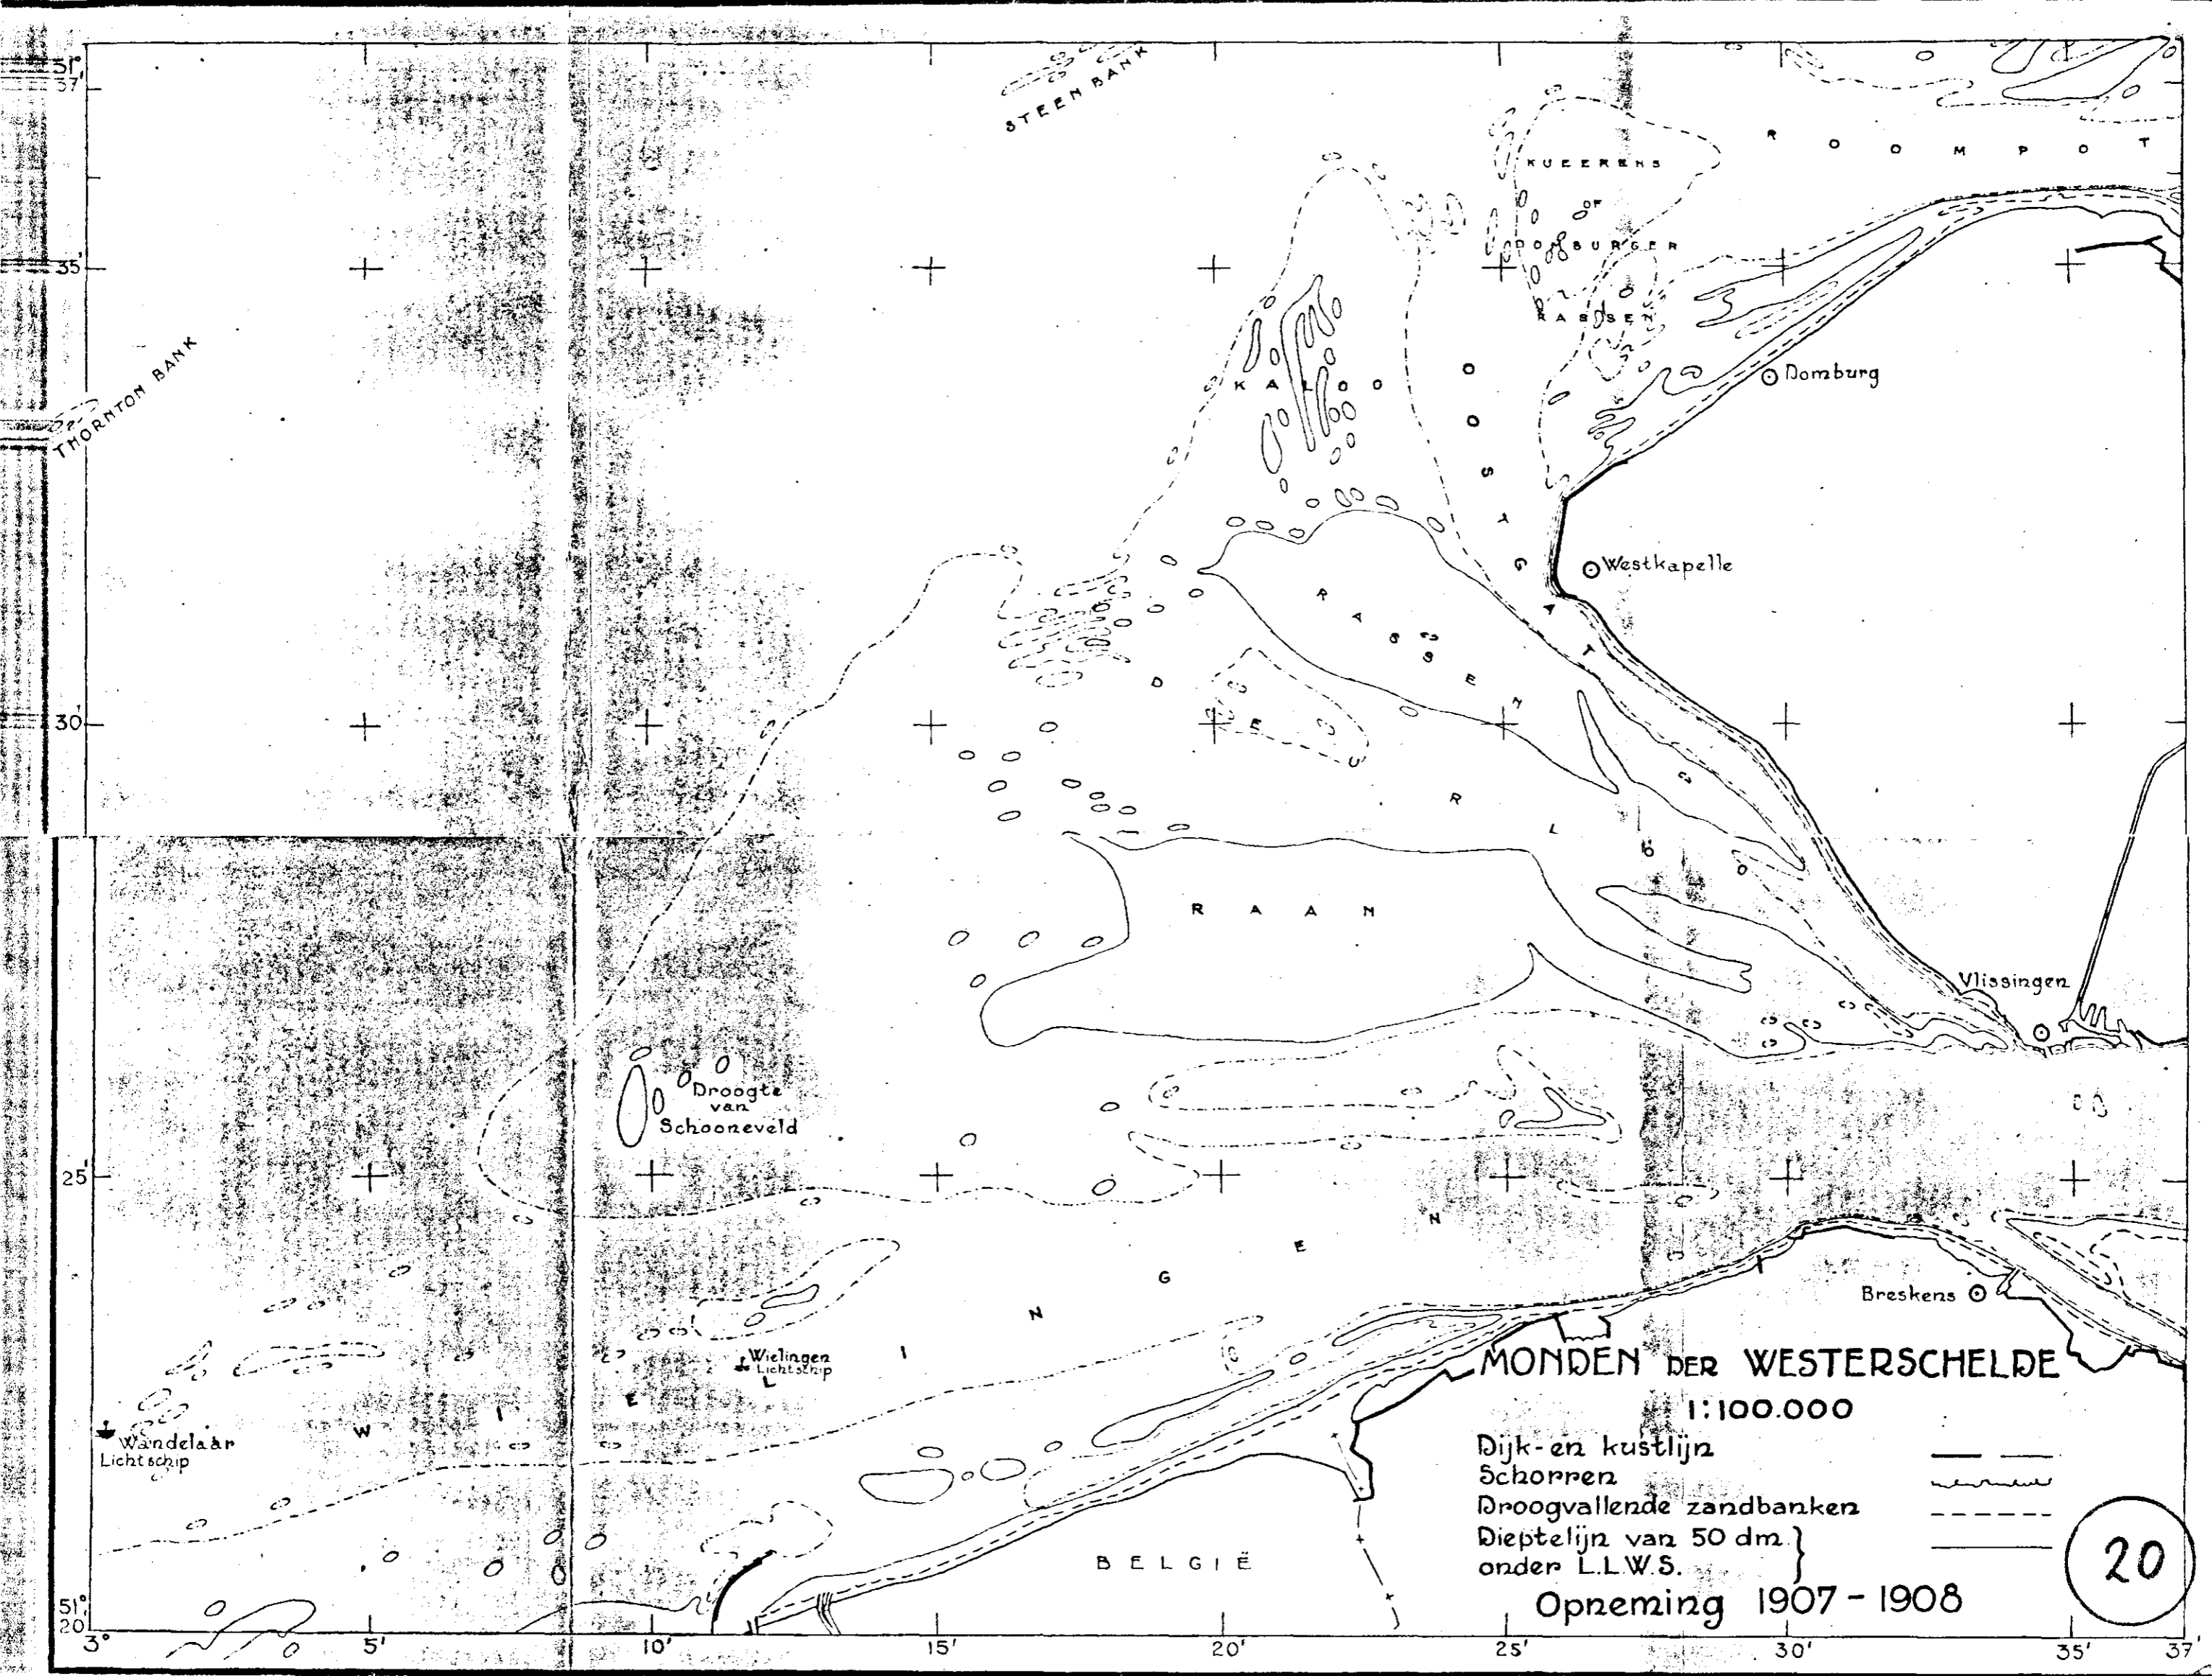 51°
37'
STEENBANK
ROOMPOT
KUEERENS
OF
DOMBURGER
RASSEN
35'
THORNTON BANK
KALOO
Domburg
OOSTGAT
Westkapelle
RASSEN
30'
DEURLOO
RAAN
Vlissingen
Droogte
van
Schooneveld
25'
WIELINGEN
Breskens
Wielingen
Lichtschip
Wandelaar
Lichtschip
MONDEN DER WESTERSCHELDE
1:100.000
Dijk-en kustlijn
Schorren
Droogvallende zandbanken
Dieptelijn van 50 dm.
onder L.L.W.S.
Opneming 1907-1908
20
BELGIË
51°
20'
3° 5' 10' 15' 20' 25' 30' 35' 37'